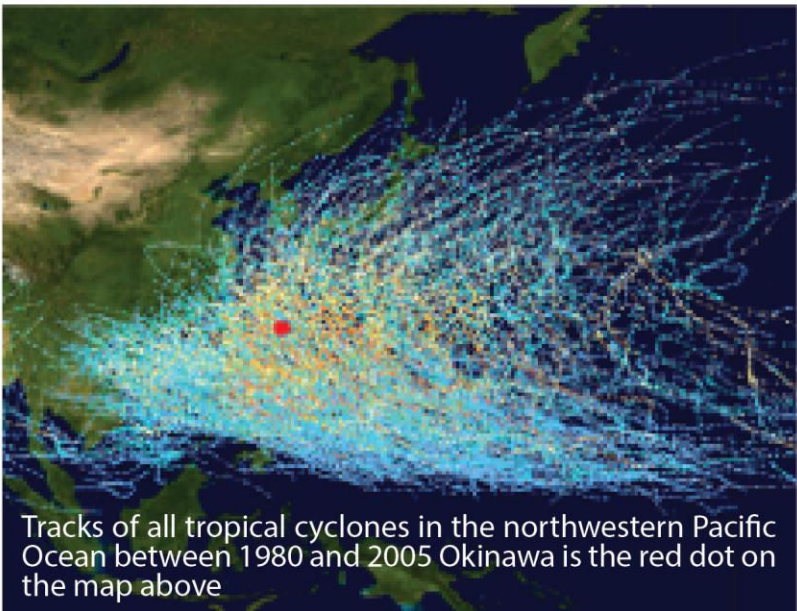 Tracks of all tropical cyclones in the northwestern Pacific
Ocean between 1980 and 2005 Okinawa is the red dot on
the map above